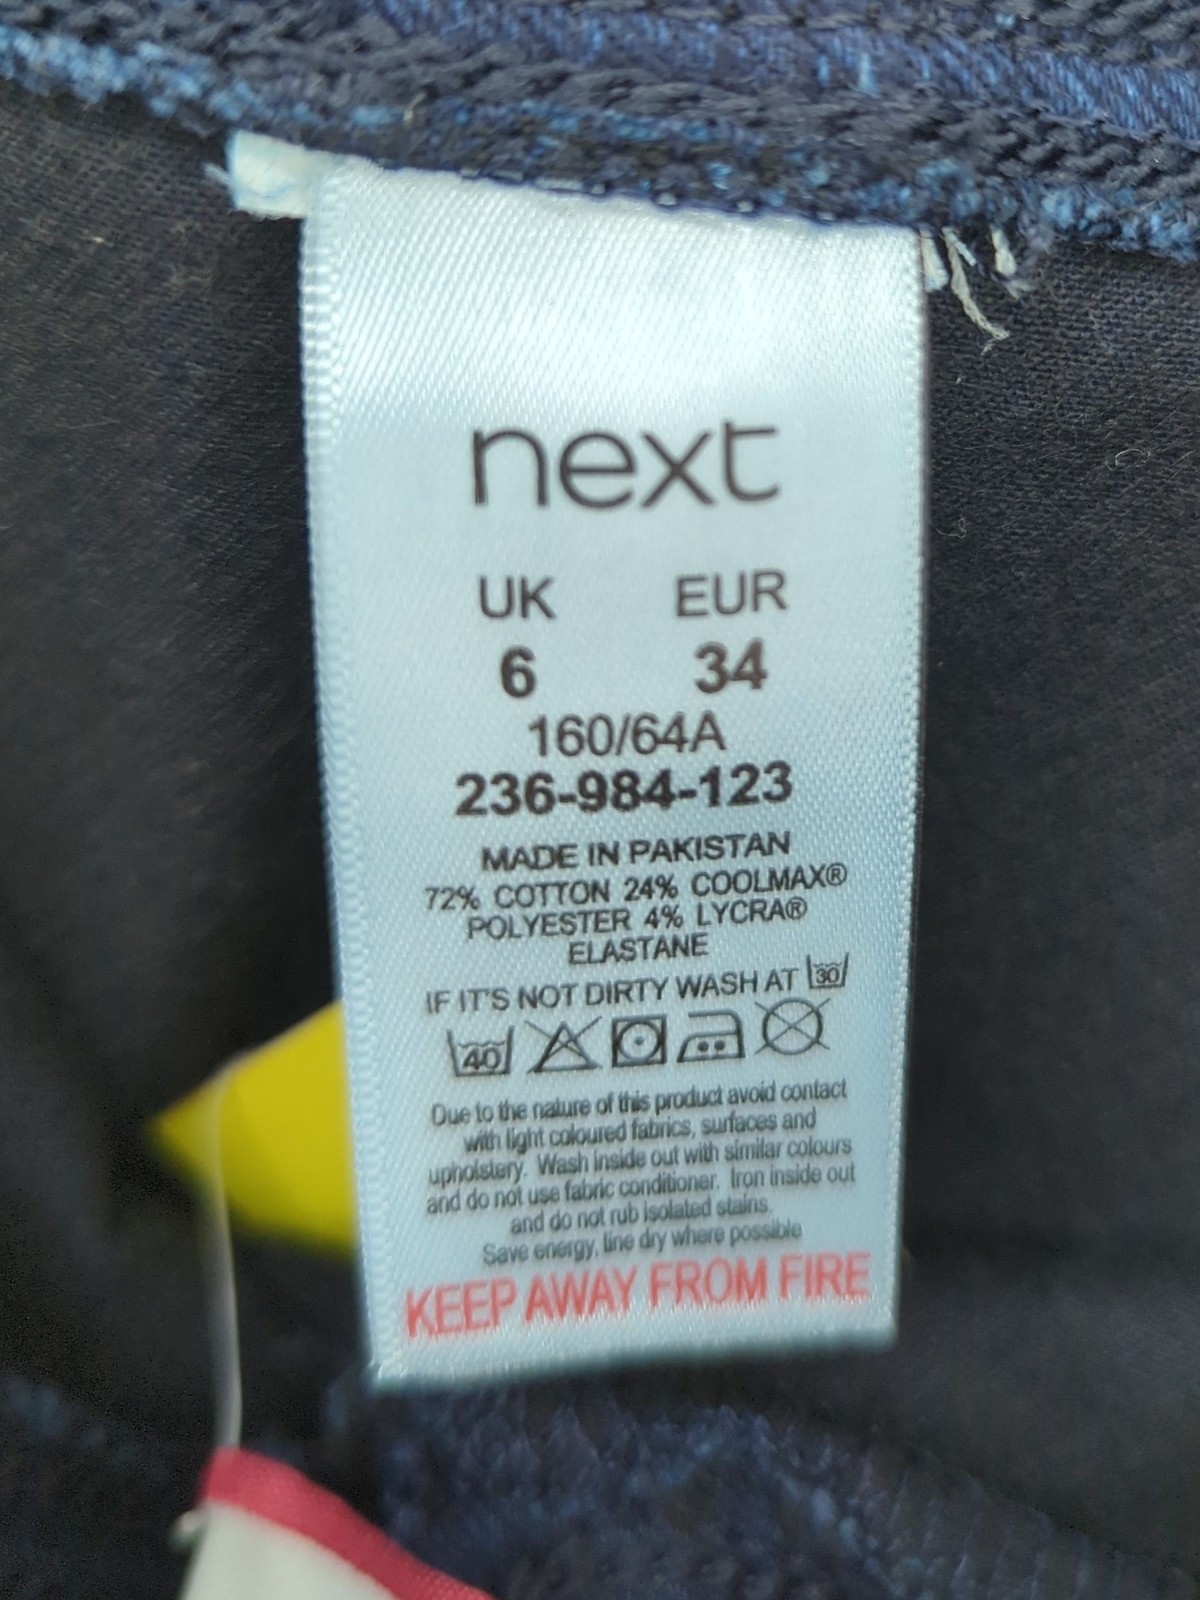 next
UK EUR
6 34
160/64A
236-984-123
MADE IN PAKISTAN
72% COTTON 24% COOLMAX®
POLYESTER 4% LYCRA®
ELASTANE
IF IT'S NOT DIRTY WASH AT 30
40
Due to the nature of this product avoid contact
with light coloured fabrics, surfaces and
upholstery. Wash inside out with similar colours
and do not use fabric conditioner. Iron inside out
and do not rub isolated stains.
Save energy, line dry where possible
KEEP AWAY FROM FIRE